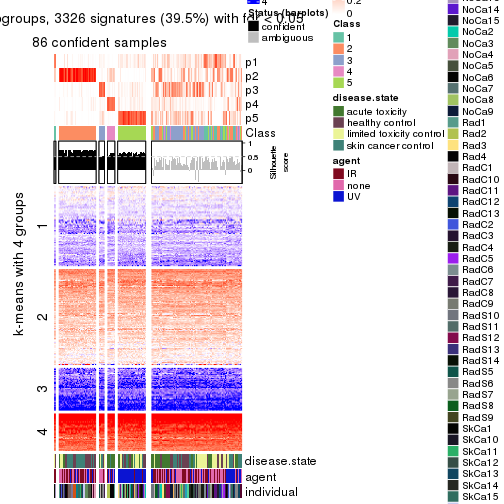 ogroups, 3326 signatures (39.5%) with fdr < 0.05
86 confident samples
p1
p2
p3
p4
p5
Class
1
0.5
0
Silhouette
score
k-means with 4 groups
1
2
3
4
disease.state
agent
individual
4
Status (barplots)
confident
ambiguous
0.2
0
Class
1
2
3
4
5
disease.state
acute toxicity
healthy control
limited toxicity control
skin cancer control
agent
IR
none
UV
NoCa14
NoCa15
NoCa2
NoCa3
NoCa4
NoCa5
NoCa6
NoCa7
NoCa8
NoCa9
Rad1
Rad2
Rad3
Rad4
RadC1
RadC10
RadC11
RadC12
RadC13
RadC2
RadC3
RadC4
RadC5
RadC6
RadC7
RadC8
RadC9
RadS10
RadS11
RadS12
RadS13
RadS14
RadS5
RadS6
RadS7
RadS8
RadS9
SkCa1
SkCa10
SkCa11
SkCa12
SkCa13
SkCa14
SkCa5